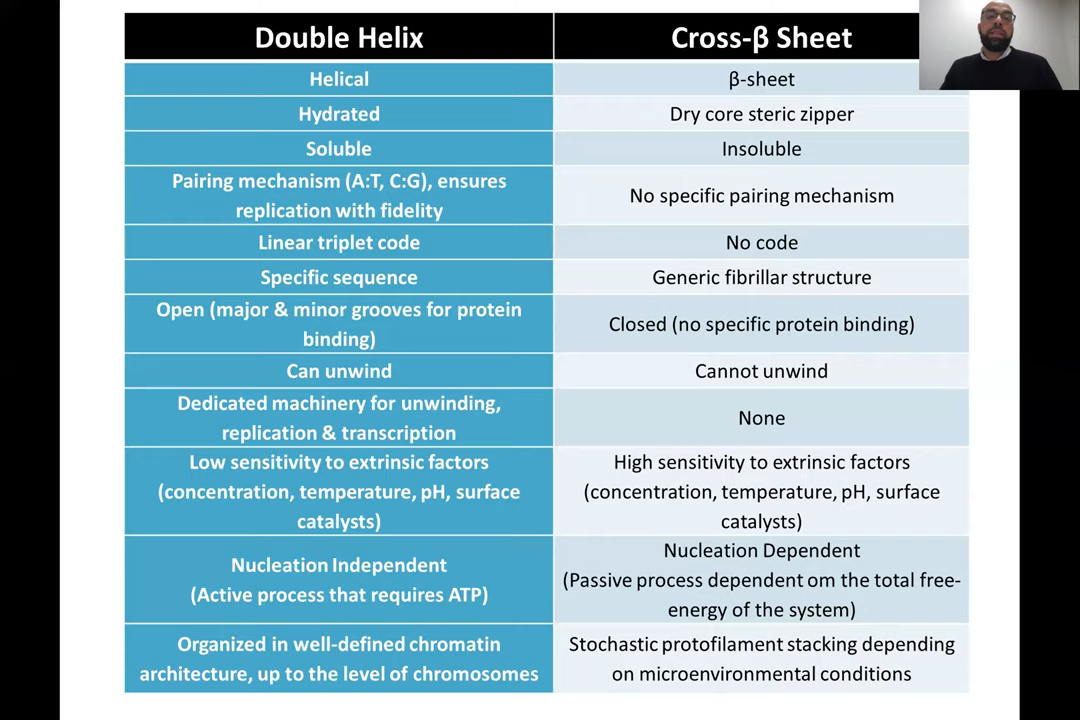 Double Helix
Cross-β Sheet
Helical
β-sheet
Hydrated
Dry core steric zipper
Soluble
Insoluble
Pairing mechanism (A:T, C:G), ensures
replication with fidelity
No specific pairing mechanism
Linear triplet code
No code
Specific sequence
Generic fibrillar structure
Open (major & minor grooves for protein
binding)
Closed (no specific protein binding)
Can unwind
Cannot unwind
Dedicated machinery for unwinding,
replication & transcription
None
Low sensitivity to extrinsic factors
(concentration, temperature, pH, surface
catalysts)
High sensitivity to extrinsic factors
(concentration, temperature, pH, surface
catalysts)
Nucleation Independent
(Active process that requires ATP)
Nucleation Dependent
(Passive process dependent om the total free-
energy of the system)
Organized in well-defined chromatin
architecture, up to the level of chromosomes
Stochastic protofilament stacking depending
on microenvironmental conditions